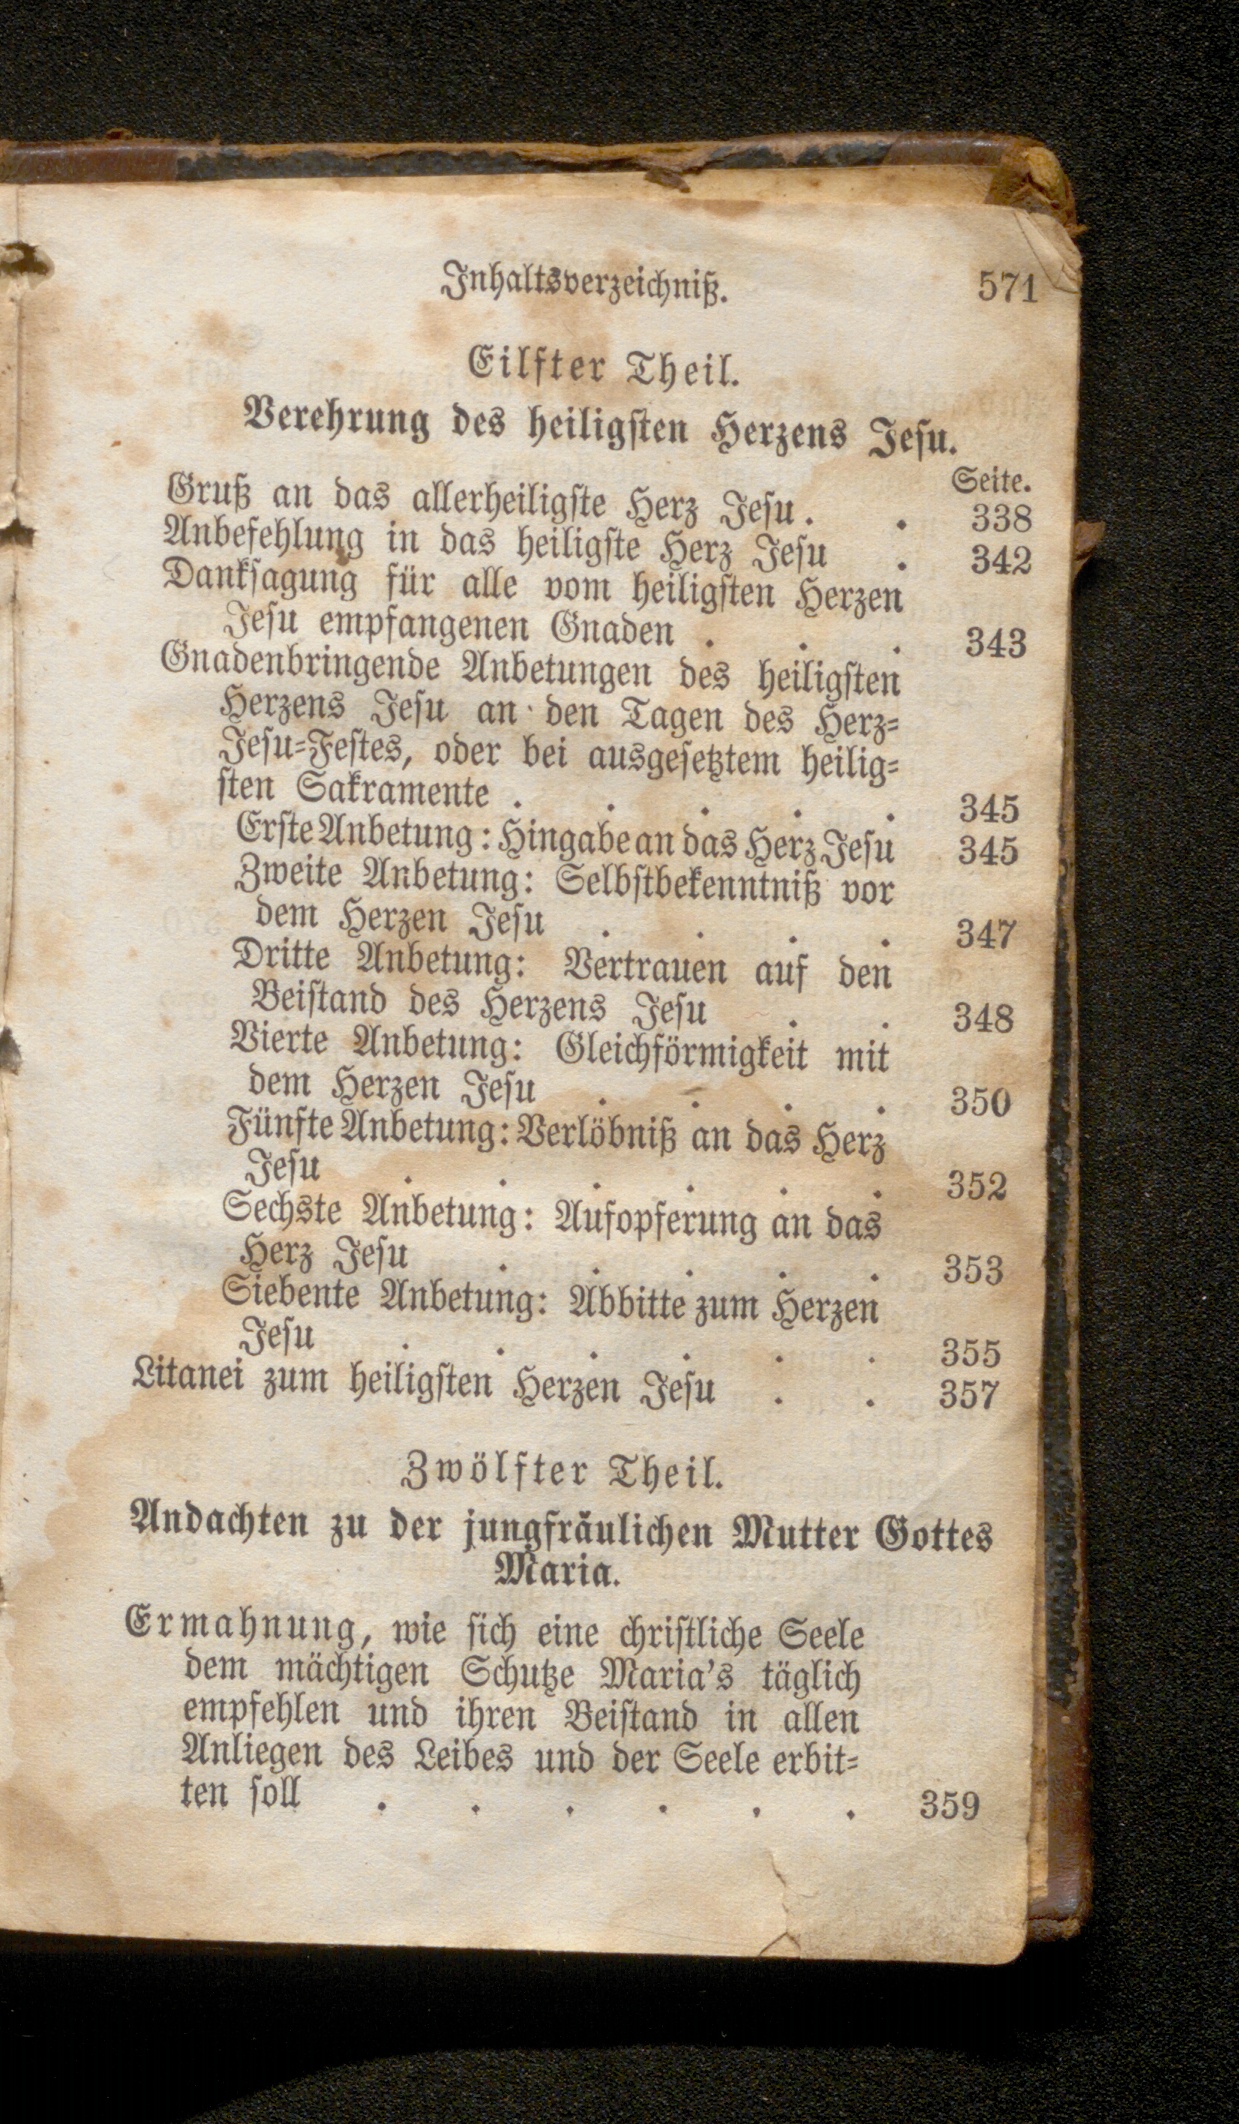 Inhaltsverzeichniß. 571
Eilfter Theil.
Verehrung des heiligsten Herzens Jesu.
Seite.
Gruß an das allerheiligste Herz Jesu . . 338
Anbefehlung in das heiligste Herz Jesu . 342
Danksagung für alle vom heiligsten Herzen
Jesu empfangenen Gnaden . . . 343
Gnadenbringende Anbetungen des heiligsten
Herzens Jesu an den Tagen des Herz-
Jesu-Festes, oder bei ausgesetztem heilig-
sten Sakramente . . . . . 345
Erste Anbetung: Hingabe an das Herz Jesu 345
Zweite Anbetung: Selbstbekenntniß vor
dem Herzen Jesu . . . . 347
Dritte Anbetung: Vertrauen auf den
Beistand des Herzens Jesu . . 348
Vierte Anbetung: Gleichförmigkeit mit
dem Herzen Jesu . . . . 350
Fünfte Anbetung: Verlöbniß an das Herz
Jesu . . . . . . 352
Sechste Anbetung: Aufopferung an das
Herz Jesu . . . . . 353
Siebente Anbetung: Abbitte zum Herzen
Jesu . . . . . . 355
Litanei zum heiligsten Herzen Jesu . . 357
Zwölfter Theil.
Andachten zu der jungfräulichen Mutter Gottes
Maria.
Ermahnung, wie sich eine christliche Seele
dem mächtigen Schutze Maria's täglich
empfehlen und ihren Beistand in allen
Anliegen des Leibes und der Seele erbit-
ten soll . . . . . . 359